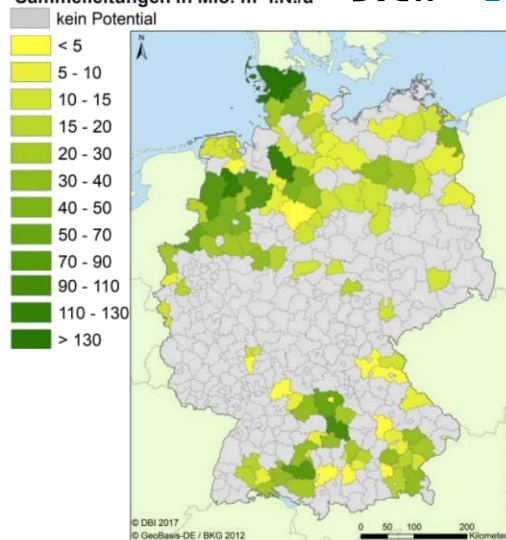 Sammelleitungen in Mio. m³ i.N./a
kein Potential
< 5
5 - 10
10 - 15
15 - 20
20 - 30
30 - 40
40 - 50
50 - 70
70 - 90
90 - 110
110 - 130
> 130
N
© DBI 2017
© GeoBasis-DE / BKG 2012
0 50 100 200
Kilometer